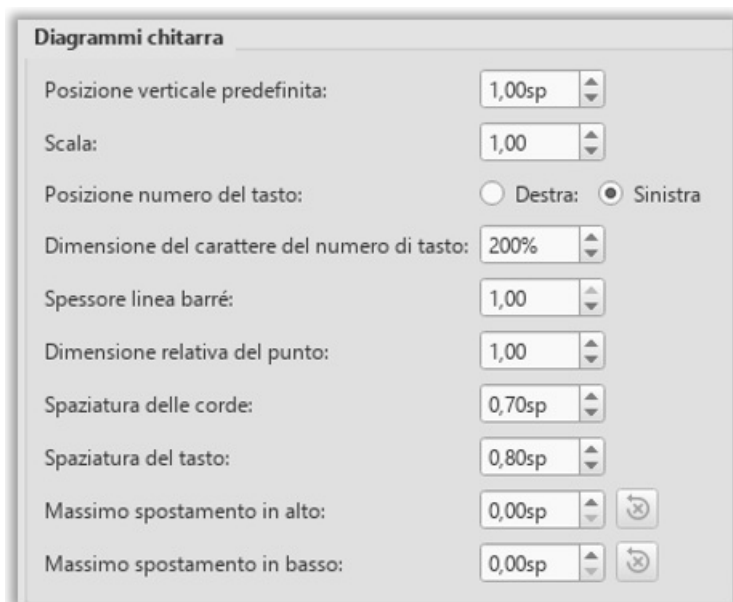 Diagrammi chitarra
Posizione verticale predefinita: 1,00sp
Scala: 1,00
Posizione numero del tasto: Destra: Sinistra
Dimensione del carattere del numero di tasto: 200%
Spessore linea barré: 1,00
Dimensione relativa del punto: 1,00
Spaziatura delle corde: 0,70sp
Spaziatura del tasto: 0,80sp
Massimo spostamento in alto: 0,00sp
Massimo spostamento in basso: 0,00sp